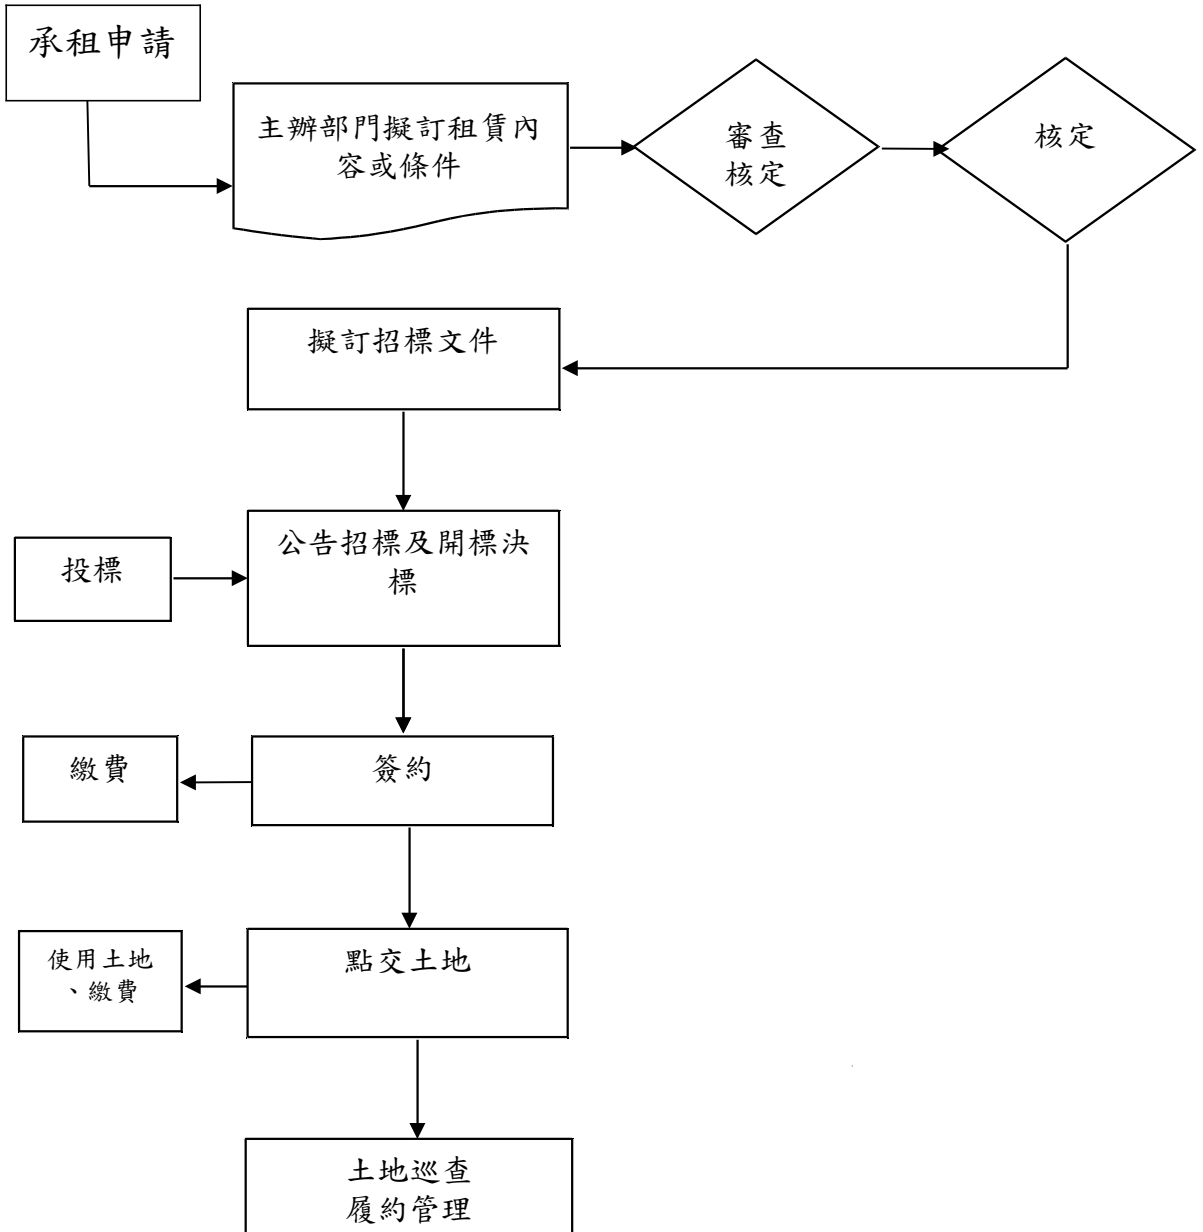 承租申請
主辦部門擬訂租賃內
容或條件
審查
核定
核定
擬訂招標文件
投標
公告招標及開標決
標
繳費
簽約
使用土地
、繳費
點交土地
土地巡查
履約管理